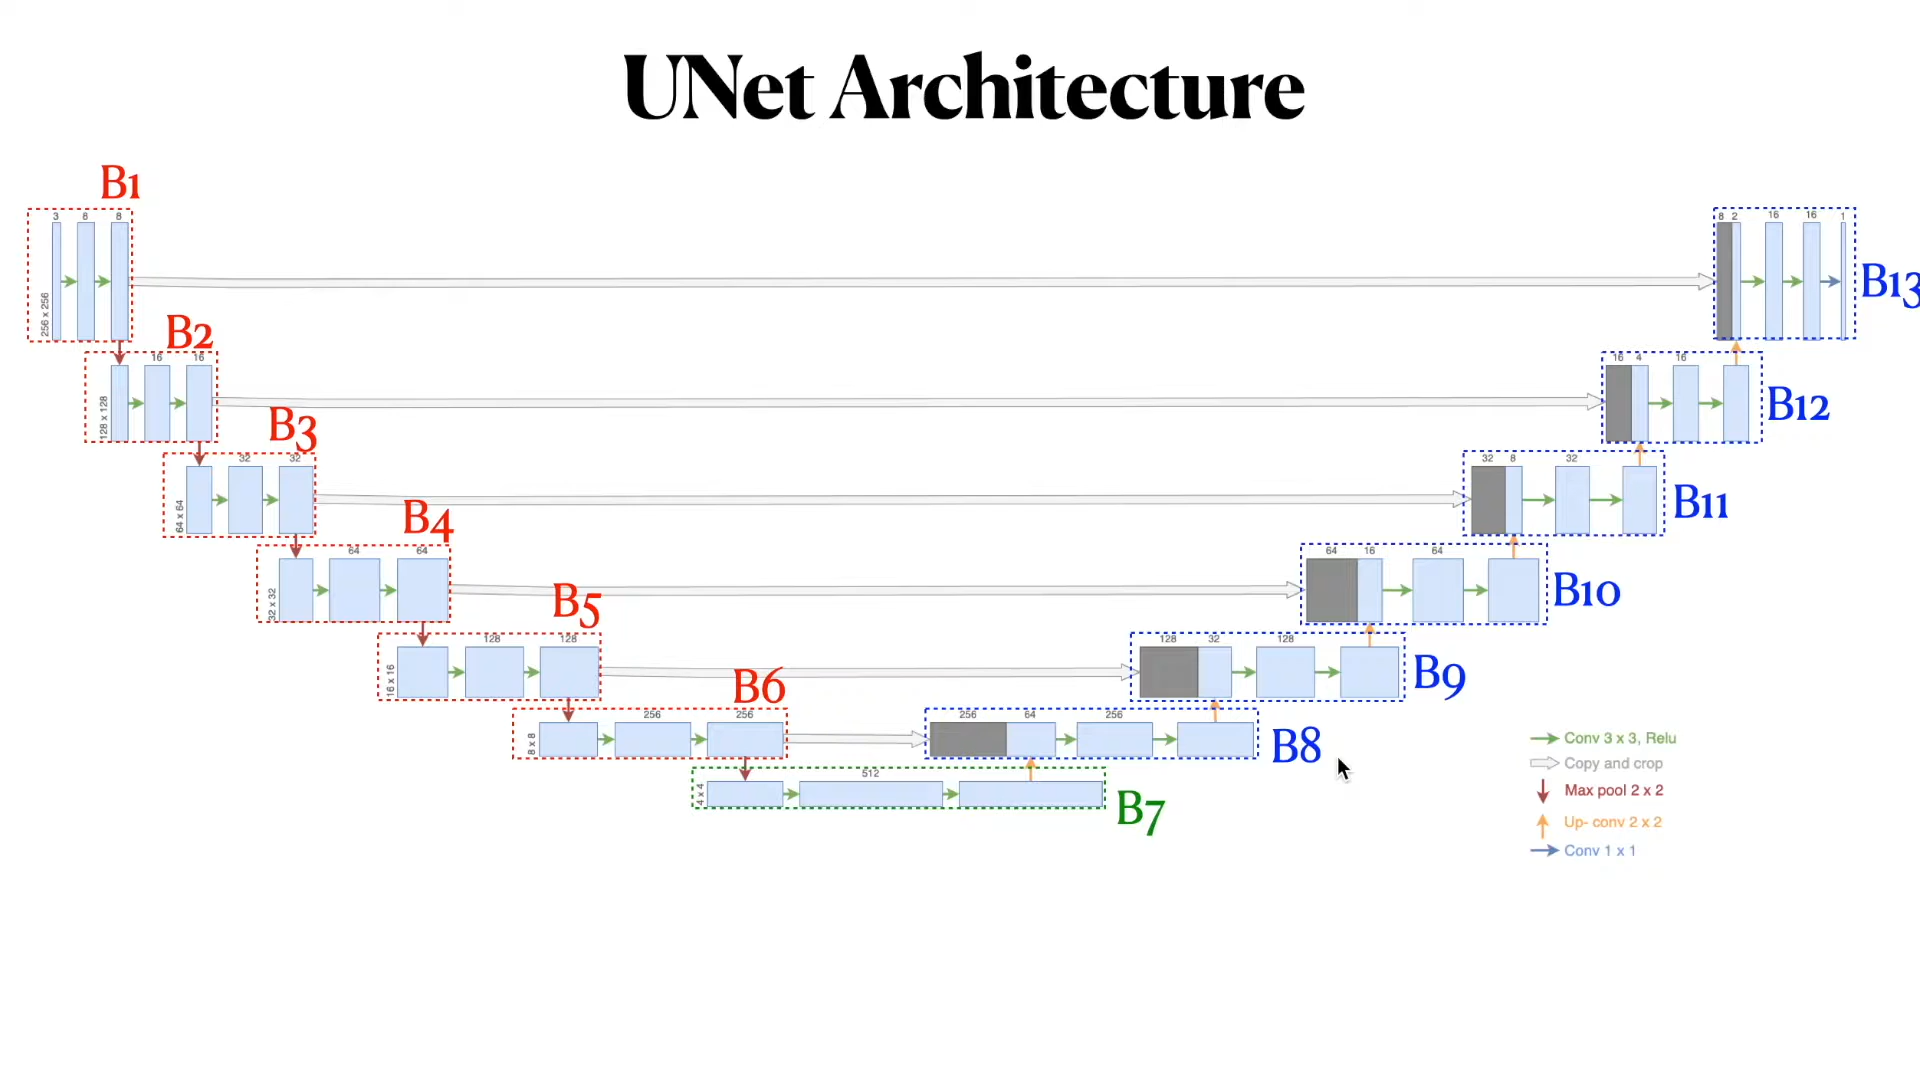 UNet Architecture
B1
3 8 8
256 x 256
8 2 16 16 1
B13
B2
16 16
128 x 128
16 4 16
B12
B3
32 32
64 x 64
32 8 32
B11
B4
64 64
32 x 32
64 16 64
B10
B5
128 128
16 x 16
128 32 128
B9
B6
256 256
8 x 8
256 64 256
B8
512
4 x 4
B7
Conv 3 x 3, Relu
Copy and crop
Max pool 2 x 2
Up- conv 2 x 2
Conv 1 x 1